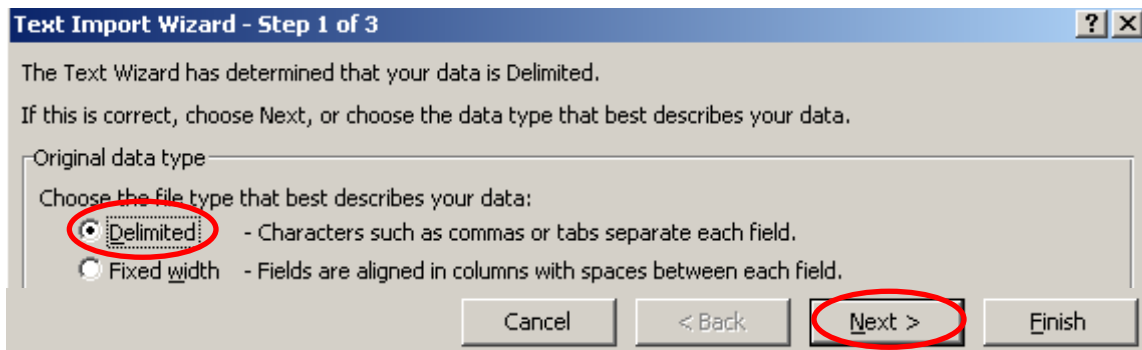 Text Import Wizard - Step 1 of 3 ? ×
The Text Wizard has determined that your data is Delimited.
If this is correct, choose Next, or choose the data type that best describes your data.
Original data type
Choose the file type that best describes your data:
Delimited - Characters such as commas or tabs separate each field.
Fixed width - Fields are aligned in columns with spaces between each field.
Cancel < Back Next > Finish